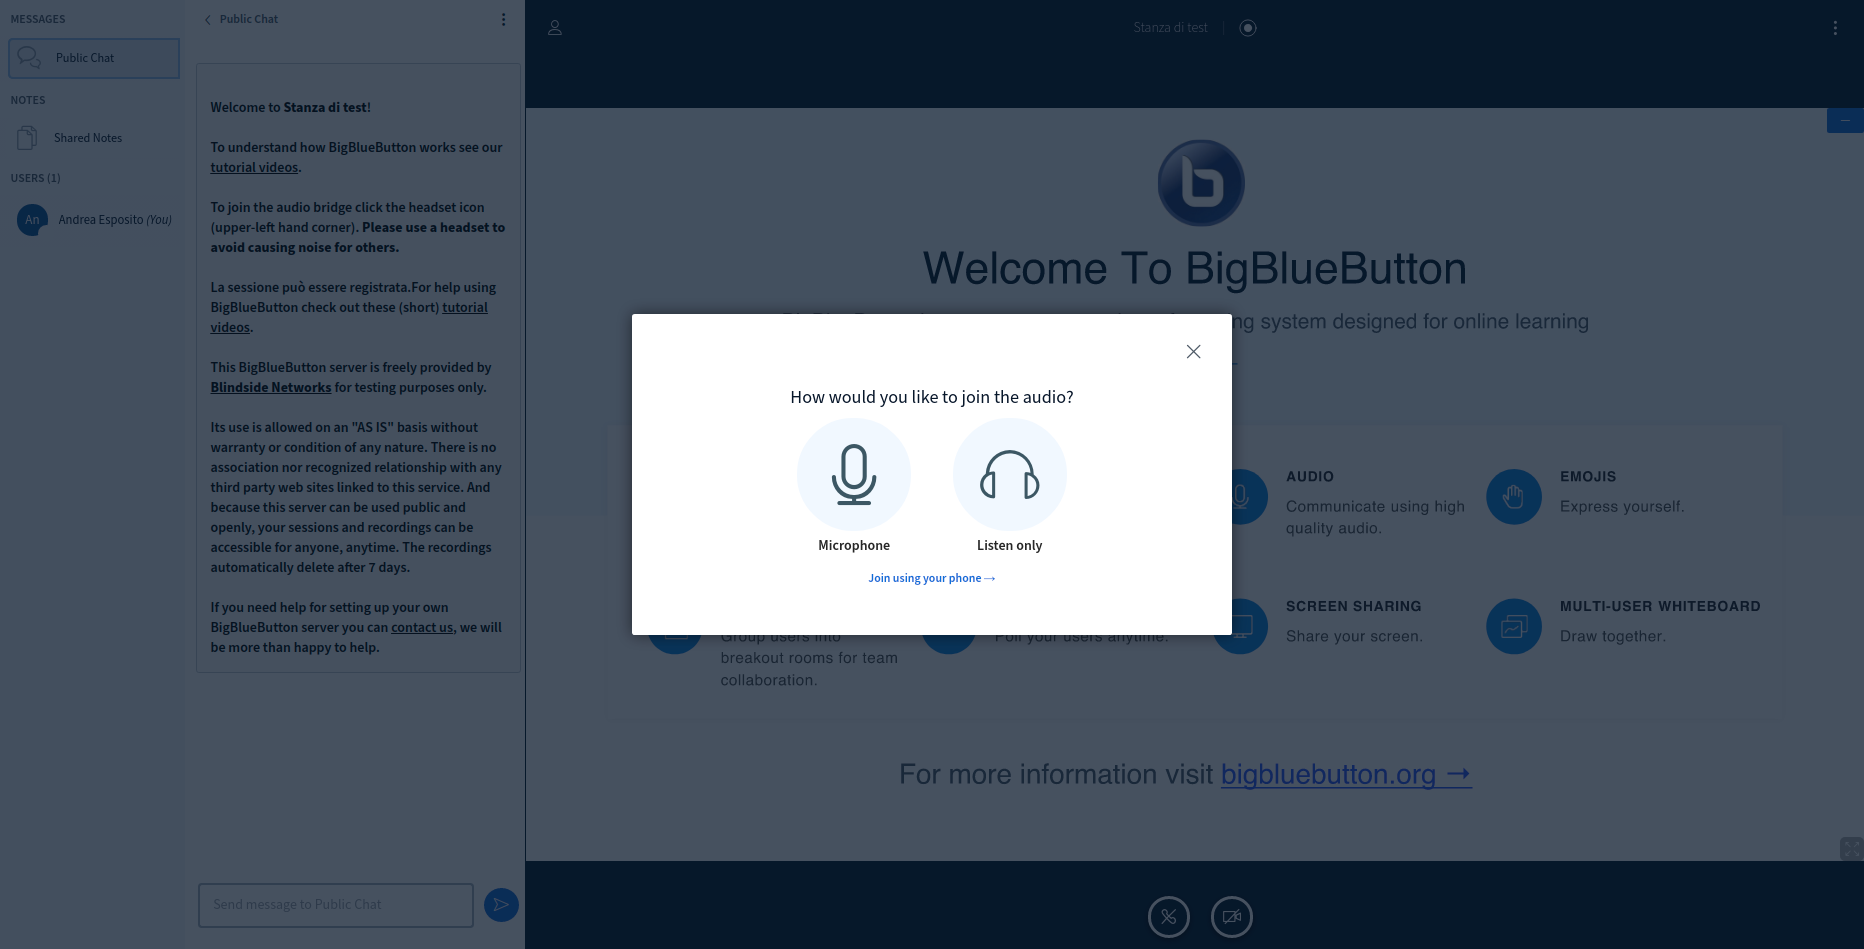 MESSAGES
Public Chat
NOTES
Shared Notes
USERS (1)
An
Andrea Esposito (You)
Public Chat
Welcome to Stanza di test!
To understand how BigBlueButton works see our
tutorial videos.
To join the audio bridge click the headset icon
(upper-left hand corner). Please use a headset to
avoid causing noise for others.
La sessione può essere registrata.For help using
BigBlueButton check out these (short) tutorial
videos.
This BigBlueButton server is freely provided by
Blindside Networks for testing purposes only.
Its use is allowed on an "AS IS" basis without
warranty or condition of any nature. There is no
association nor recognized relationship with any
third party web sites linked to this service. And
because this server can be used public and
openly, your sessions and recordings can be
accessible for anyone, anytime. The recordings
automatically delete after 7 days.
If you need help for setting up your own
BigBlueButton server you can contact us, we will
be more than happy to help.
Send message to Public Chat
Stanza di test
b
Welcome To BigBlueButton
system designed for online learning
How would you like to join the audio?
Microphone
Listen only
Join using your phone →
AUDIO
Communicate using high
quality audio.
EMOJIS
Express yourself.
Group users into
breakout rooms for team
collaboration.
Poll your users anytime.
SCREEN SHARING
Share your screen.
MULTI-USER WHITEBOARD
Draw together.
For more information visit bigbluebutton.org →